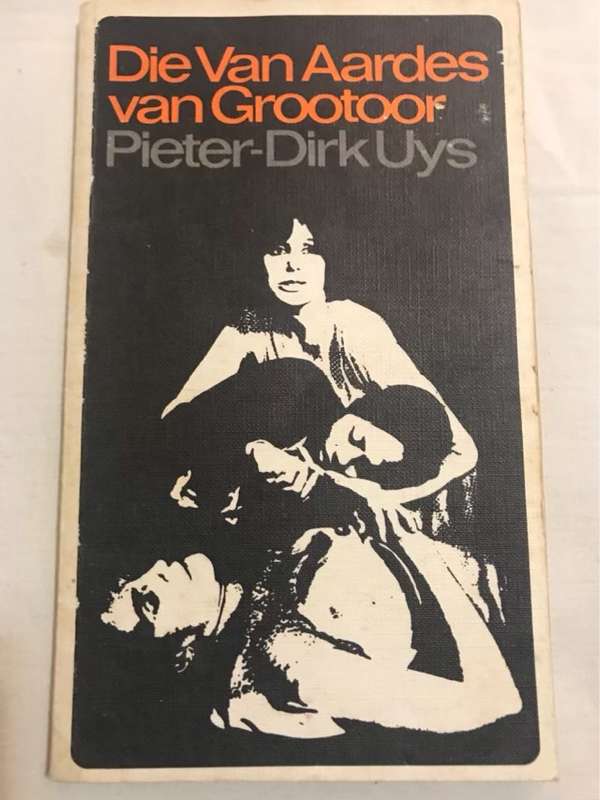 Die Van Aardes
van Grootoor
Pieter-Dirk Uys